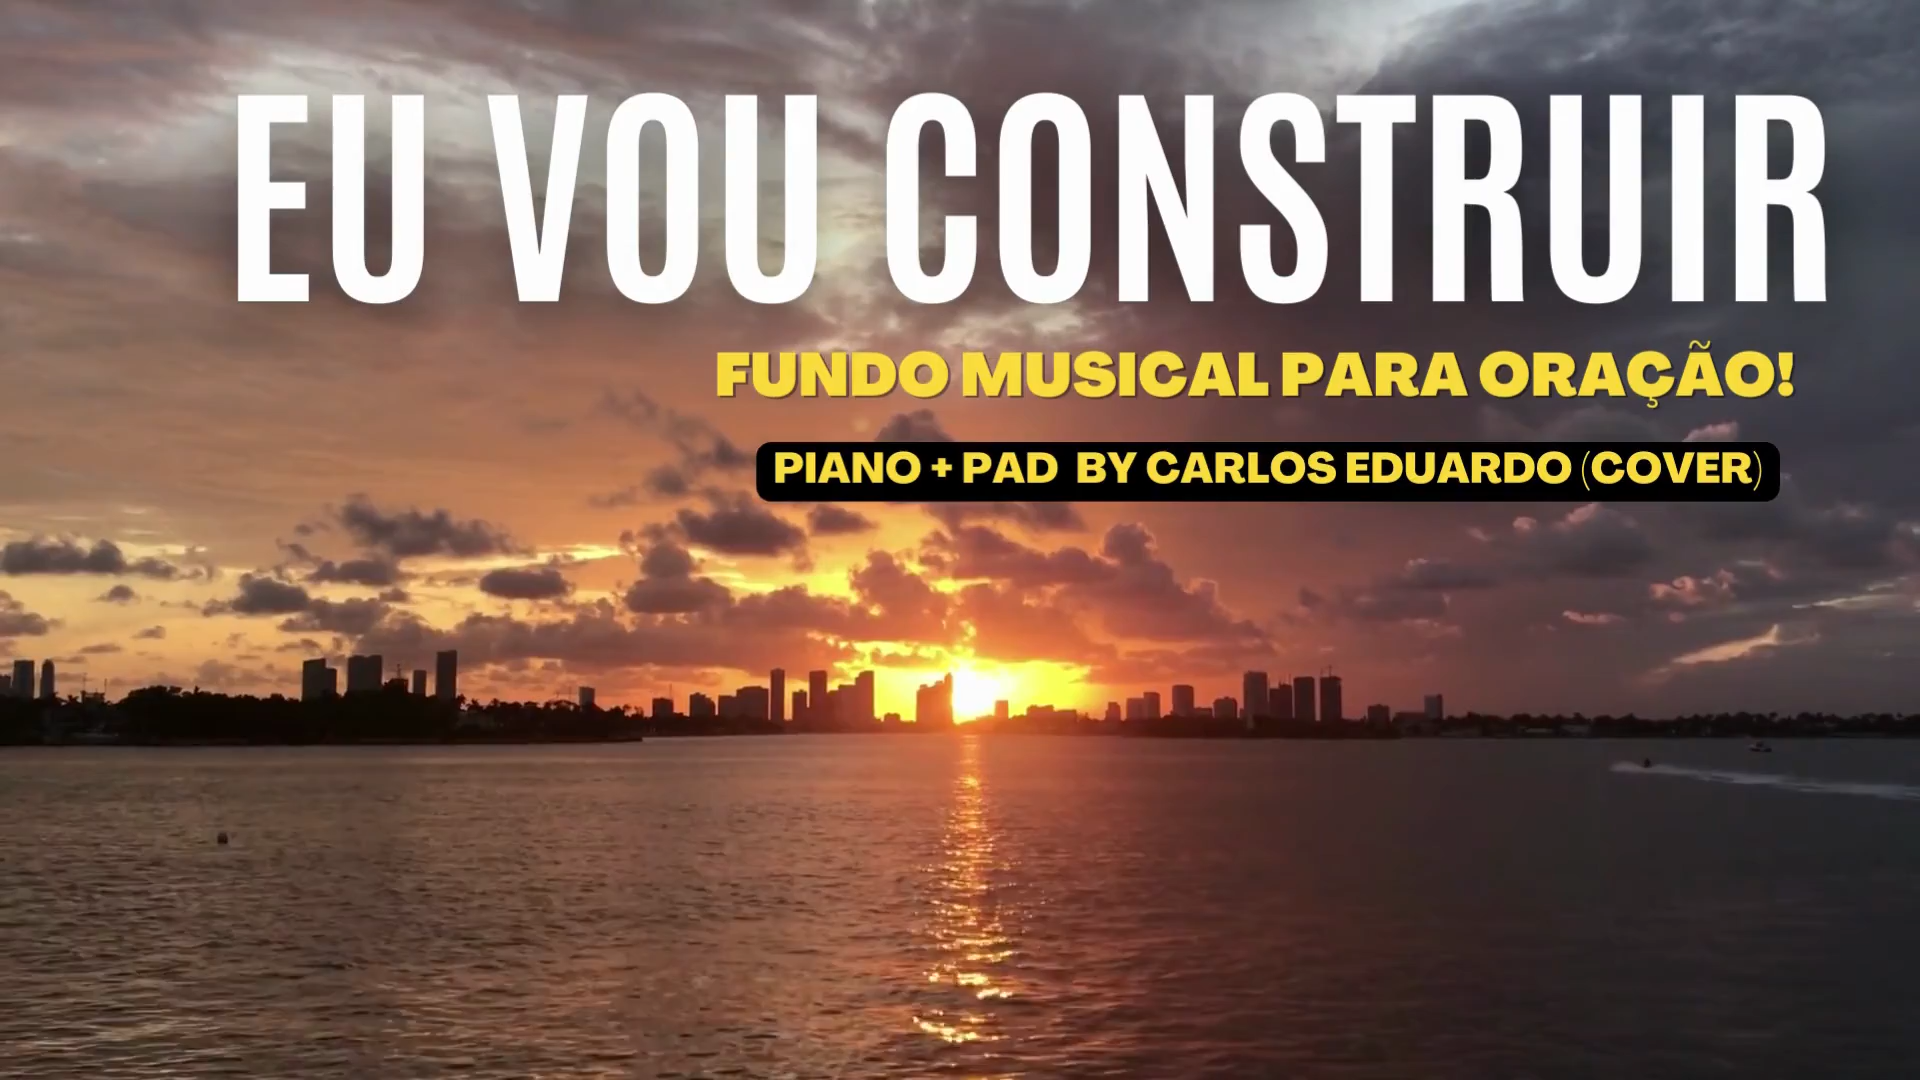 EU VOU CONSTRUIR
FUNDO MUSICAL PARA ORAÇÃO!
PIANO + PAD BY CARLOS EDUARDO (COVER)